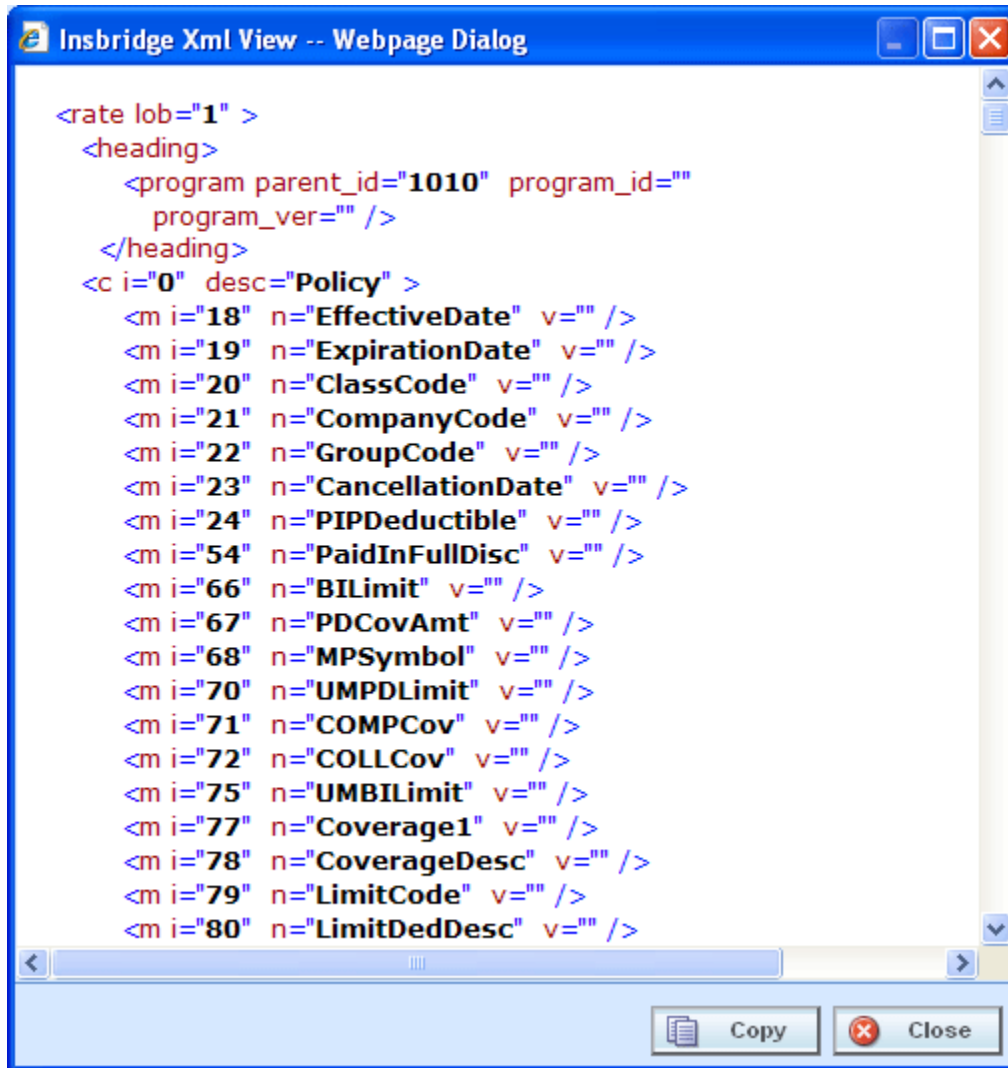 Insbridge Xml View -- Webpage Dialog
<rate lob="1" >
<heading>
<program parent_id="1010" program_id=""
program_ver="" />
</heading>
<c i="0" desc="Policy" >
<m i="18" n="EffectiveDate" v="" />
<m i="19" n="ExpirationDate" v="" />
<m i="20" n="ClassCode" v="" />
<m i="21" n="CompanyCode" v="" />
<m i="22" n="GroupCode" v="" />
<m i="23" n="CancellationDate" v="" />
<m i="24" n="PIPDeductible" v="" />
<m i="54" n="PaidInFullDisc" v="" />
<m i="66" n="BILimit" v="" />
<m i="67" n="PDCovAmt" v="" />
<m i="68" n="MPSymbol" v="" />
<m i="70" n="UMPDLimit" v="" />
<m i="71" n="COMPCov" v="" />
<m i="72" n="COLLCov" v="" />
<m i="75" n="UMBILimit" v="" />
<m i="77" n="Coverage1" v="" />
<m i="78" n="CoverageDesc" v="" />
<m i="79" n="LimitCode" v="" />
<m i="80" n="LimitDedDesc" v="" />
Copy Close